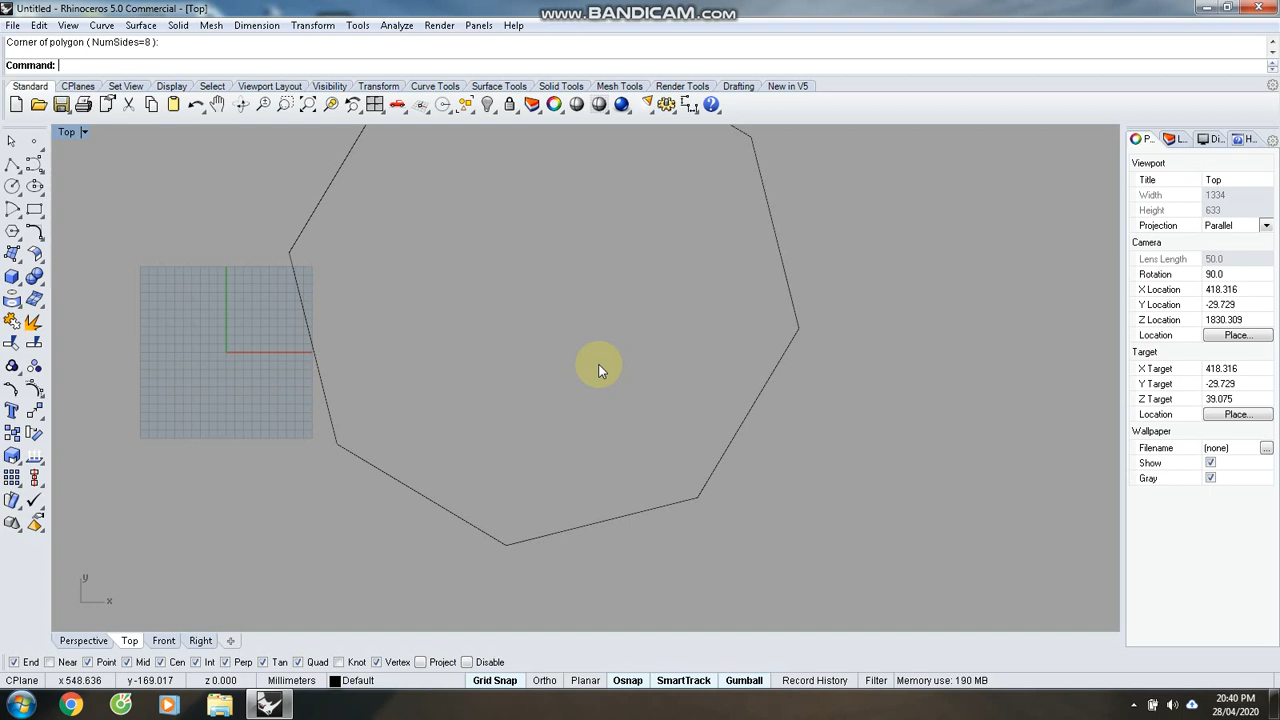 Untitled - Rhinoceros 5.0 Commercial - [Top]
www.BANDICAM.com
File Edit View Curve Surface Solid Mesh Dimension Transform Tools Analyze Render Panels Help
Corner of polygon ( NumSides=8 ):
Command:
Standard CPlanes Set View Display Select Viewport Layout Visibility Transform Curve Tools Surface Tools Solid Tools Mesh Tools Render Tools Drafting New in V5
Top
P... L... Di... H...
Viewport
Title Top
Width 1334
Height 633
Projection Parallel
Camera
Lens Length 50.0
Rotation 90.0
X Location 418.316
Y Location -29.729
Z Location 1830.309
Location Place...
Target
X Target 418.316
Y Target -29.729
Z Target 39.075
Location Place...
Wallpaper
Filename (none) ...
Show
Gray
y
x
Perspective Top Front Right
End Near Point Mid Cen Int Perp Tan Quad Knot Vertex Project Disable
CPlane x 548.636 y -169.017 z 0.000 Millimeters Default Grid Snap Ortho Planar Osnap SmartTrack Gumball Record History Filter Memory use: 190 MB
20:40 PM
28/04/2020